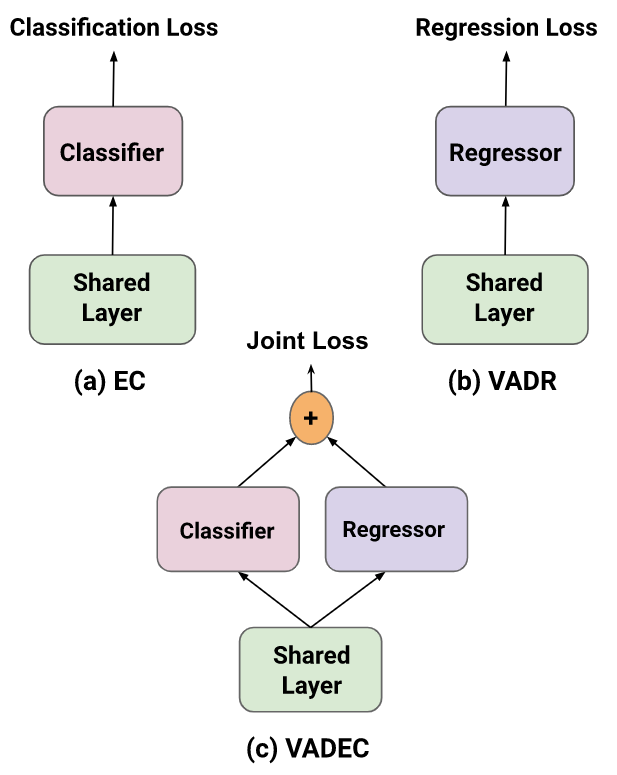 Classification Loss
Classifier
Shared
Layer
(a) EC
Regression Loss
Regressor
Shared
Layer
(b) VADR
Joint Loss
+
Classifier
Regressor
Shared
Layer
(c) VADEC